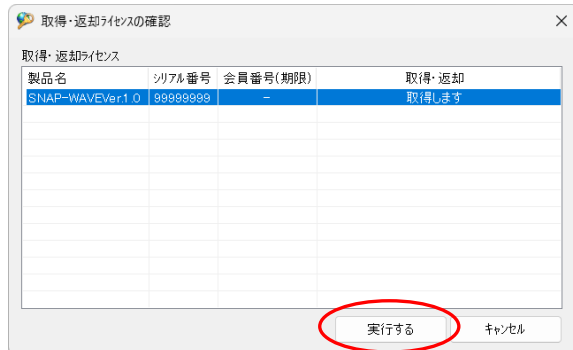 取得・返却ﾗｲｾﾝｽの確認
取得・返却ﾗｲｾﾝｽ
製品名 ｼﾘｱﾙ番号 会員番号(期限) 取得・返却
SNAP-WAVEVer.1.0 99999999 － 取得します
実行する ｷｬﾝｾﾙ